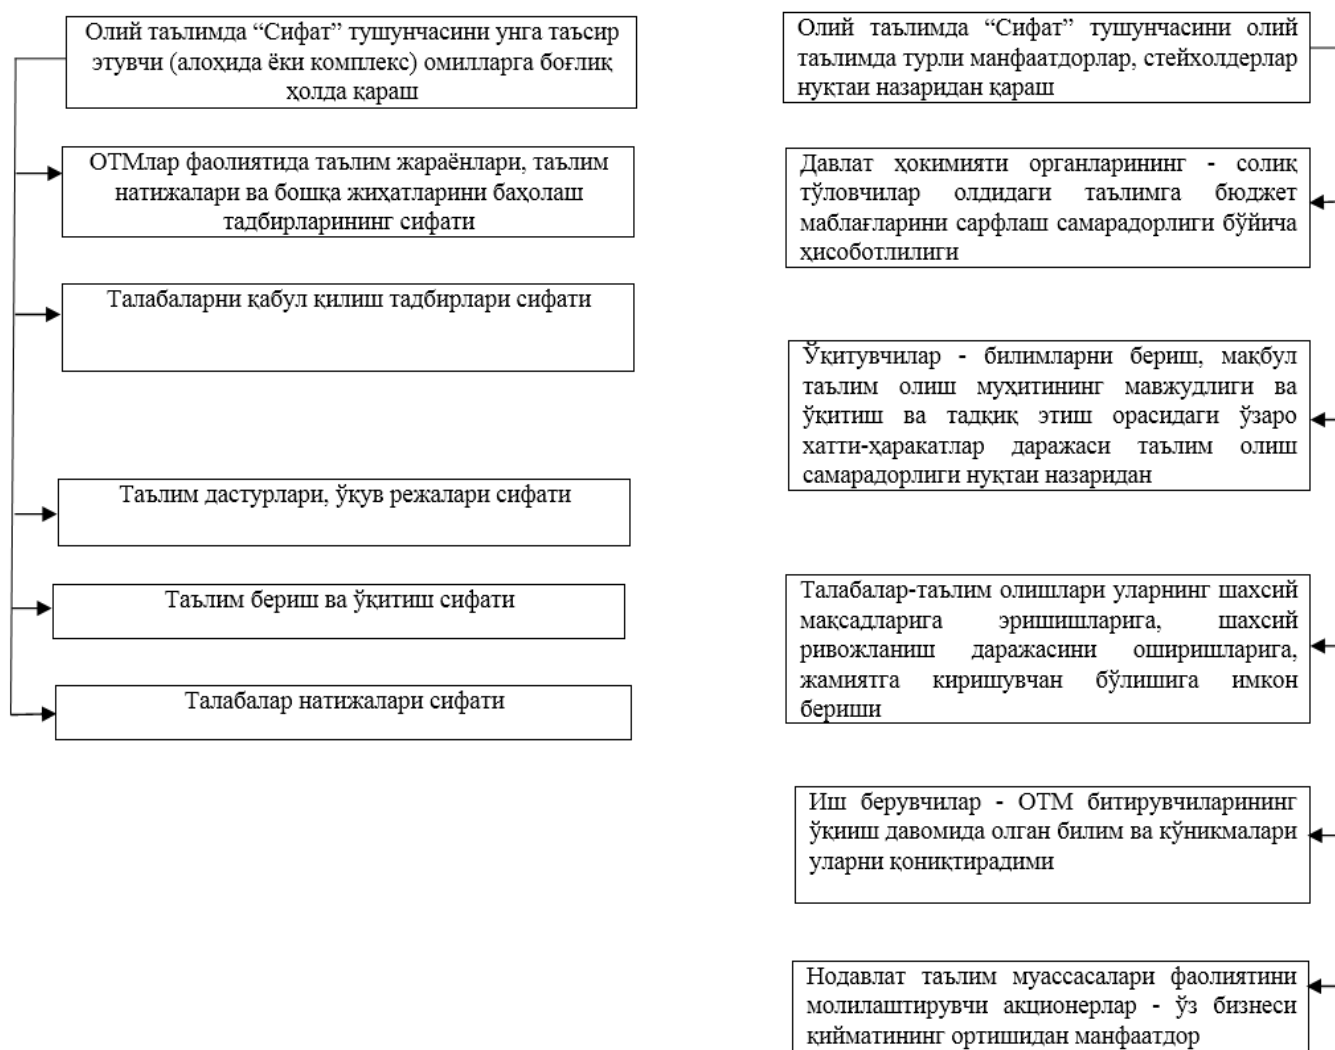 Олий таълимда “Сифат” тушунчасини унга таъсир
этувчи (алоҳида ёки комплекс) омилларга боғлиқ
ҳолда қараш
ОТМлар фаолиятида таълим жараёнлари, таълим
натижалари ва бошқа жиҳатларини баҳолаш
тадбирларининг сифати
Талабаларни қабул қилиш тадбирлари сифати
Таълим дастурлари, ўқув режалари сифати
Таълим бериш ва ўқитиш сифати
Талабалар натижалари сифати
Олий таълимда “Сифат” тушунчасини олий
таълимда турли манфаатдорлар, стейхолдерлар
нуқтаи назаридан қараш
Давлат ҳокимияти органларининг - солиқ
тўловчилар олдидаги таълимга бюджет
маблағларини сарфлаш самарадорлиги бўйича
ҳисоботлилиги
Ўқитувчилар - билимларни бериш, мақбул
таълим олиш муҳитининг мавжудлиги ва
ўқитиш ва тадқиқ этиш орасидаги ўзаро
хатти-ҳаракатлар даражаси таълим олиш
самарадорлиги нуқтаи назаридан
Талабалар-таълим олишлари уларнинг шахсий
мақсадларига эришишларига, шахсий
ривожланиш даражасини оширишларига,
жамиятга киришувчан бўлишига имкон
бериши
Иш берувчилар - ОТМ битирувчиларининг
ўқииш давомида олган билим ва кўникмалари
уларни қониқтирадими
Нодавлат таълим муассасалари фаолиятини
молилаштирувчи акционерлар - ўз бизнеси
қийматининг ортишидан манфаатдор